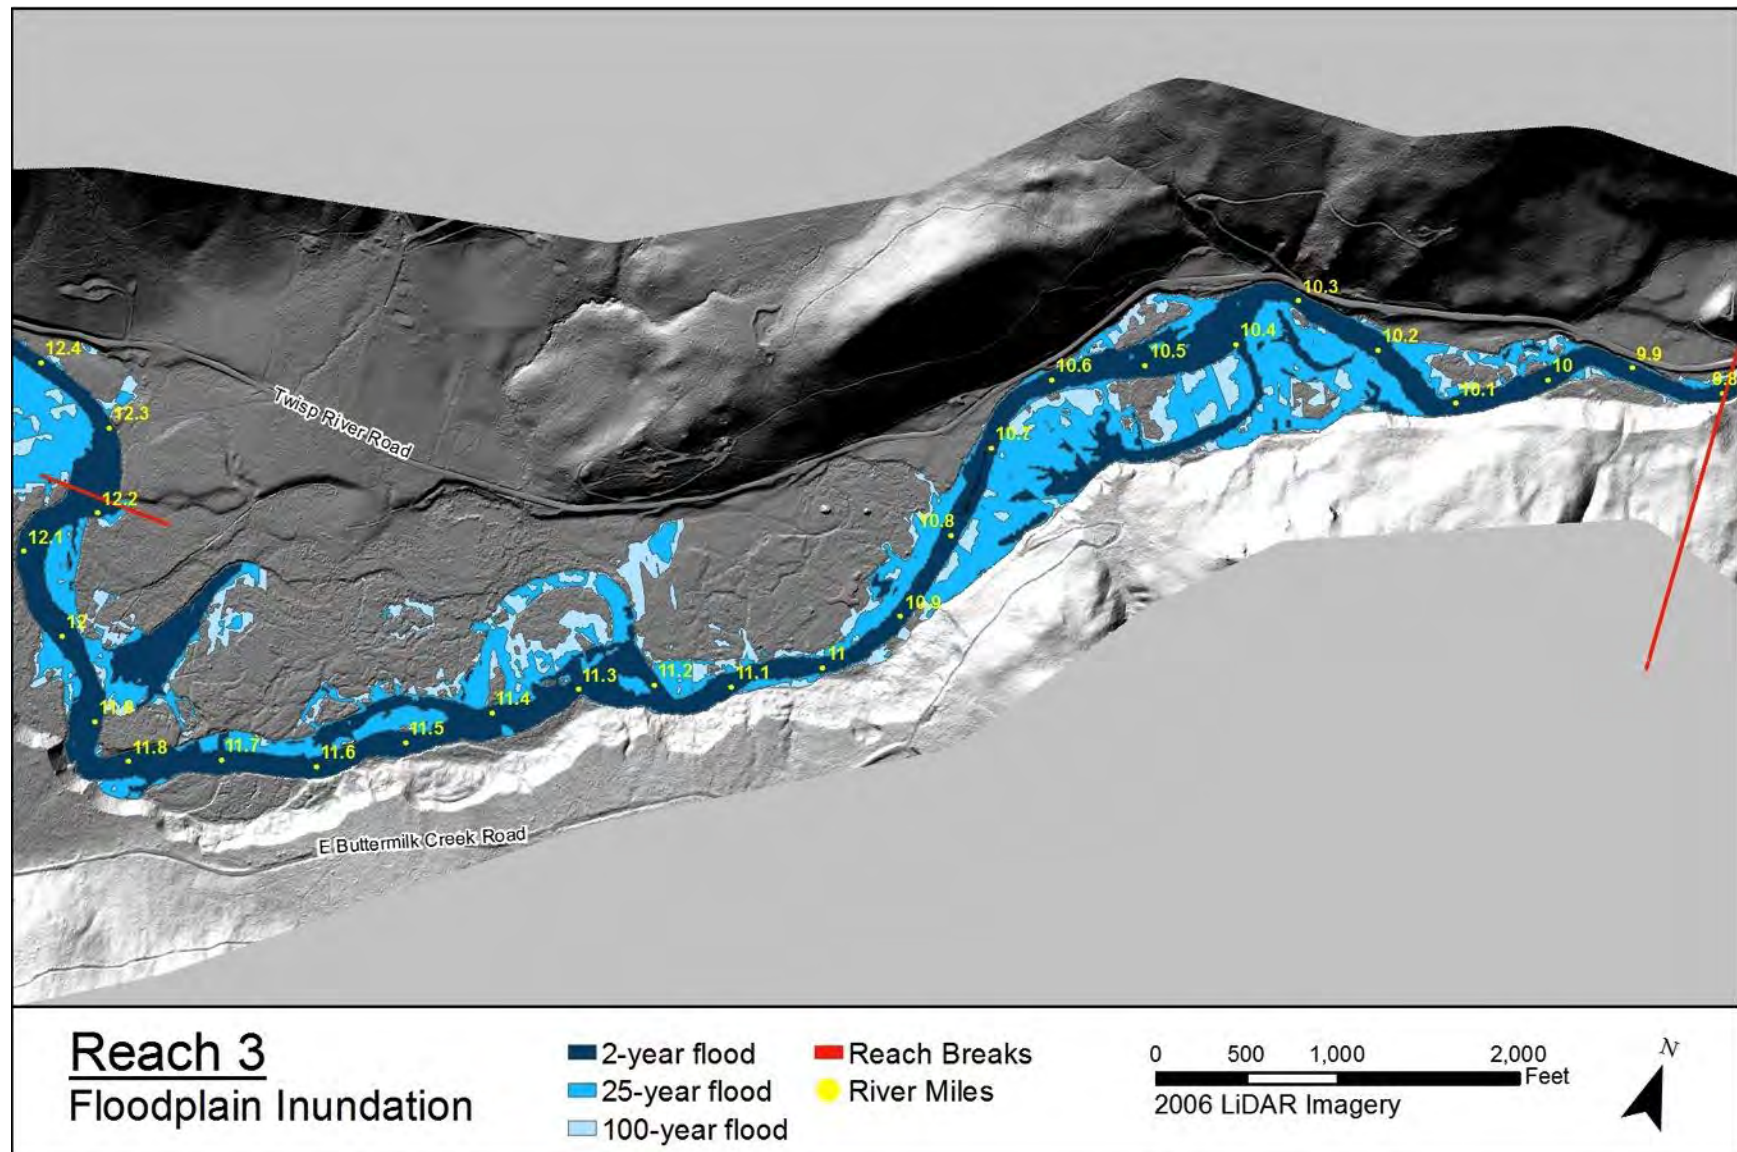 10.3
10.2
10.4
10.5
10.6
10
9.9
9.8
10.1
12.4
12.3
Twisp River Road
10.7
12.2
12.1
10.8
10.9
12
11
11.2
11.1
11.3
11.4
11.9
11.5
11.8
11.7
11.6
E Buttermilk Creek Road
Reach 3
Floodplain Inundation
2-year flood
25-year flood
100-year flood
Reach Breaks
River Miles
0 500 1,000 2,000
Feet
2006 LiDAR Imagery
N